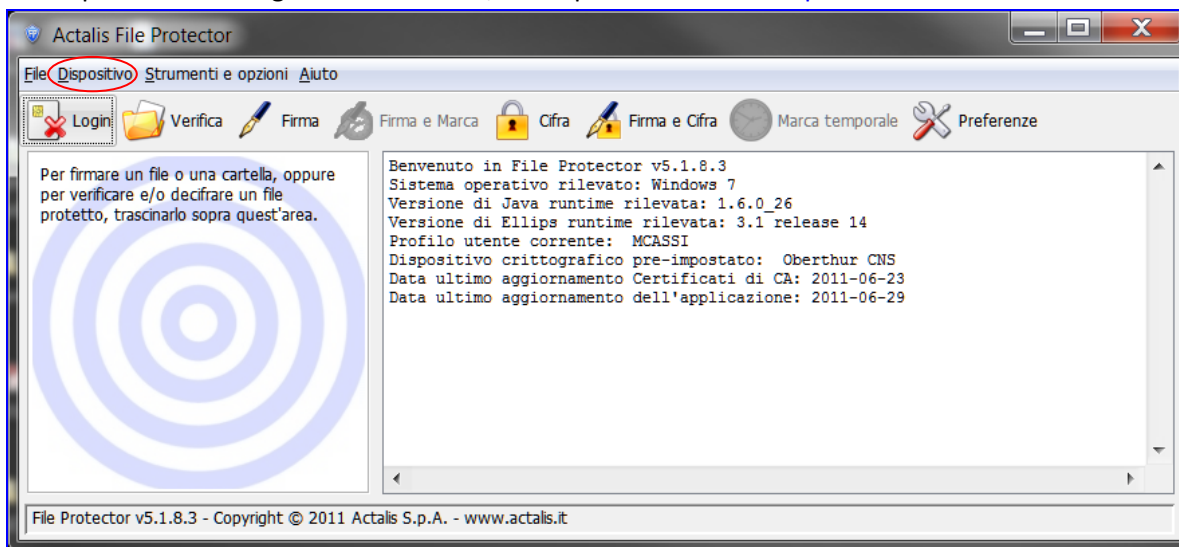 Actalis File Protector
File Dispositivo Strumenti e opzioni Aiuto
Login Verifica Firma Firma e Marca Cifra Firma e Cifra Marca temporale Preferenze
Per firmare un file o una cartella, oppure
per verificare e/o decifrare un file
protetto, trascinarlo sopra quest'area.
Benvenuto in File Protector v5.1.8.3
Sistema operativo rilevato: Windows 7
Versione di Java runtime rilevata: 1.6.0_26
Versione di Ellips runtime rilevata: 3.1 release 14
Profilo utente corrente: MCASSI
Dispositivo crittografico pre-impostato: Oberthur CNS
Data ultimo aggiornamento Certificati di CA: 2011-06-23
Data ultimo aggiornamento dell'applicazione: 2011-06-29
File Protector v5.1.8.3 - Copyright © 2011 Actalis S.p.A. - www.actalis.it